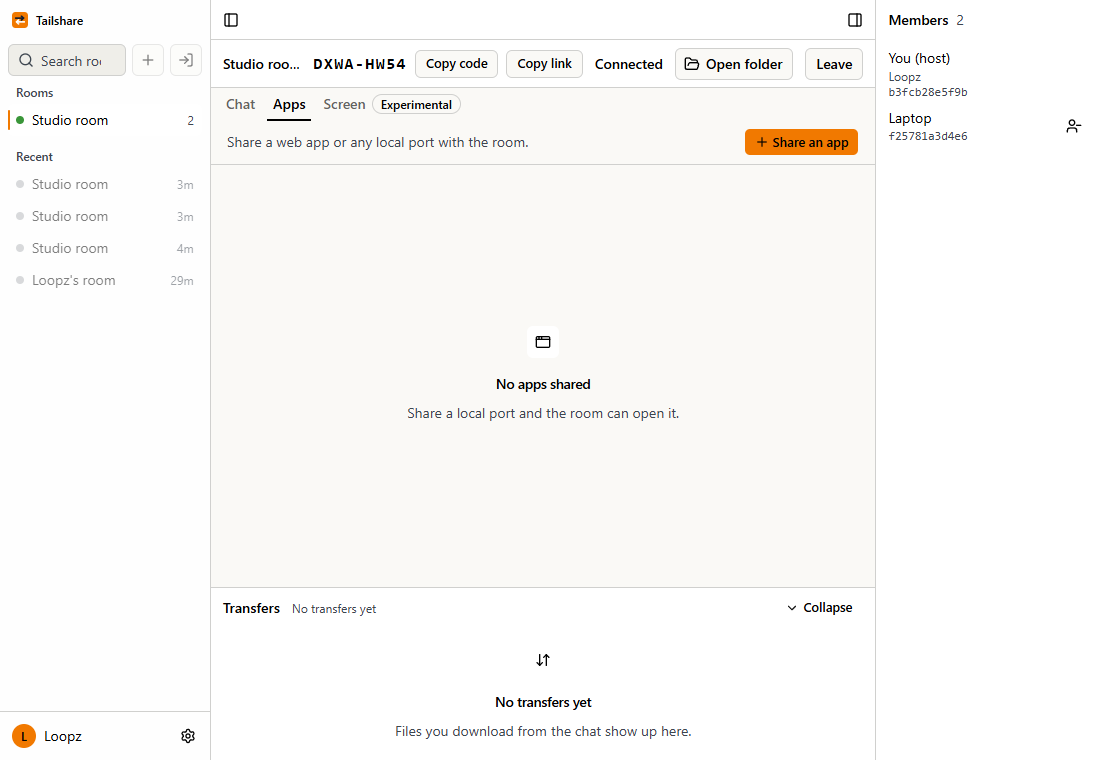 Tailshare
Search ro
Rooms
Studio room 2
Recent
Studio room 3m
Studio room 3m
Studio room 4m
Loopz's room 29m
L Loopz
Studio roo... DXWA-HW54 Copy code Copy link Connected Open folder Leave
Chat Apps Screen Experimental
Share a web app or any local port with the room. + Share an app
No apps shared
Share a local port and the room can open it.
Transfers No transfers yet Collapse
No transfers yet
Files you download from the chat show up here.
Members 2
You (host)
Loopz
b3fcb28e5f9b
Laptop
f25781a3d4e6